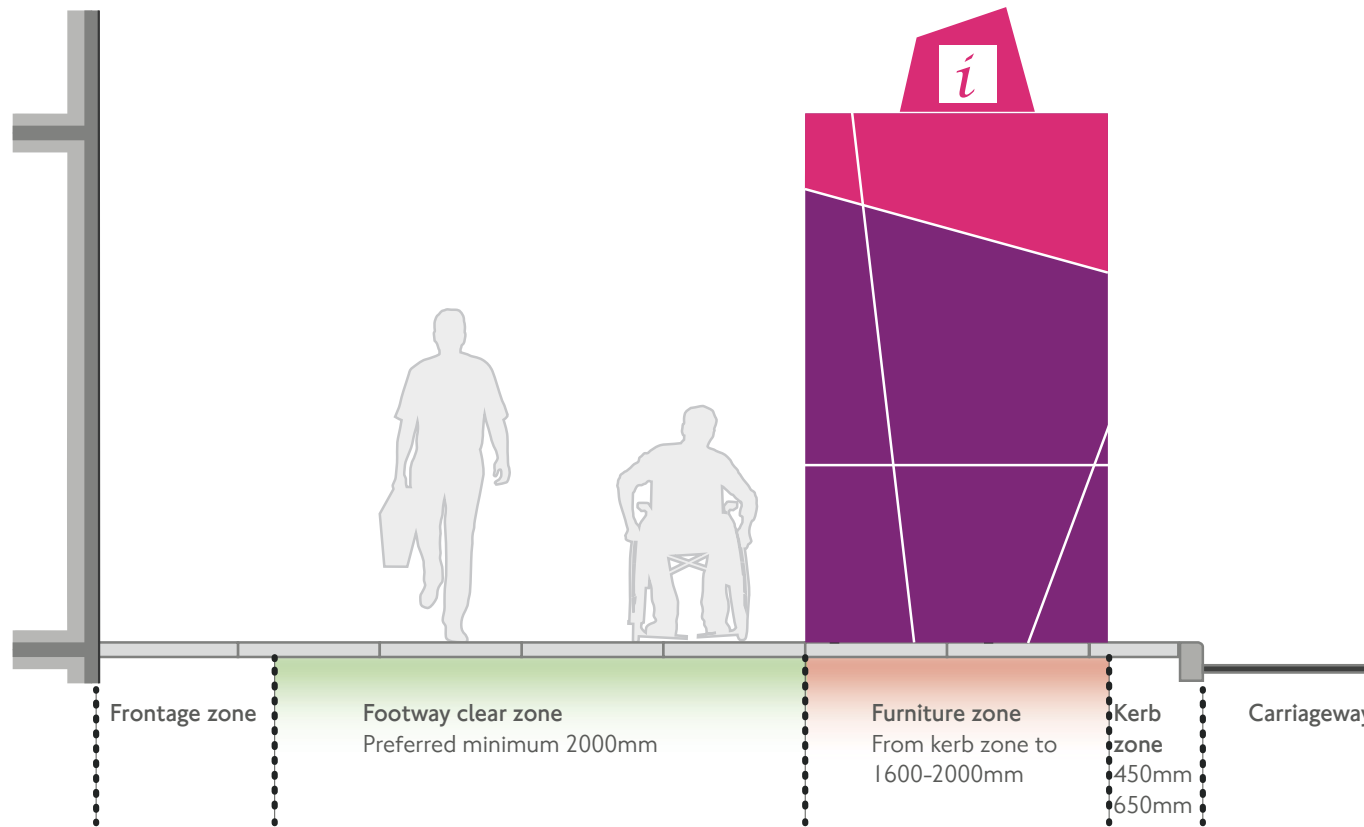 i
Frontage zone
Footway clear zone
Preferred minimum 2000mm
Furniture zone
From kerb zone to
1600-2000mm
Kerb
zone
450mm
650mm
Carriageway